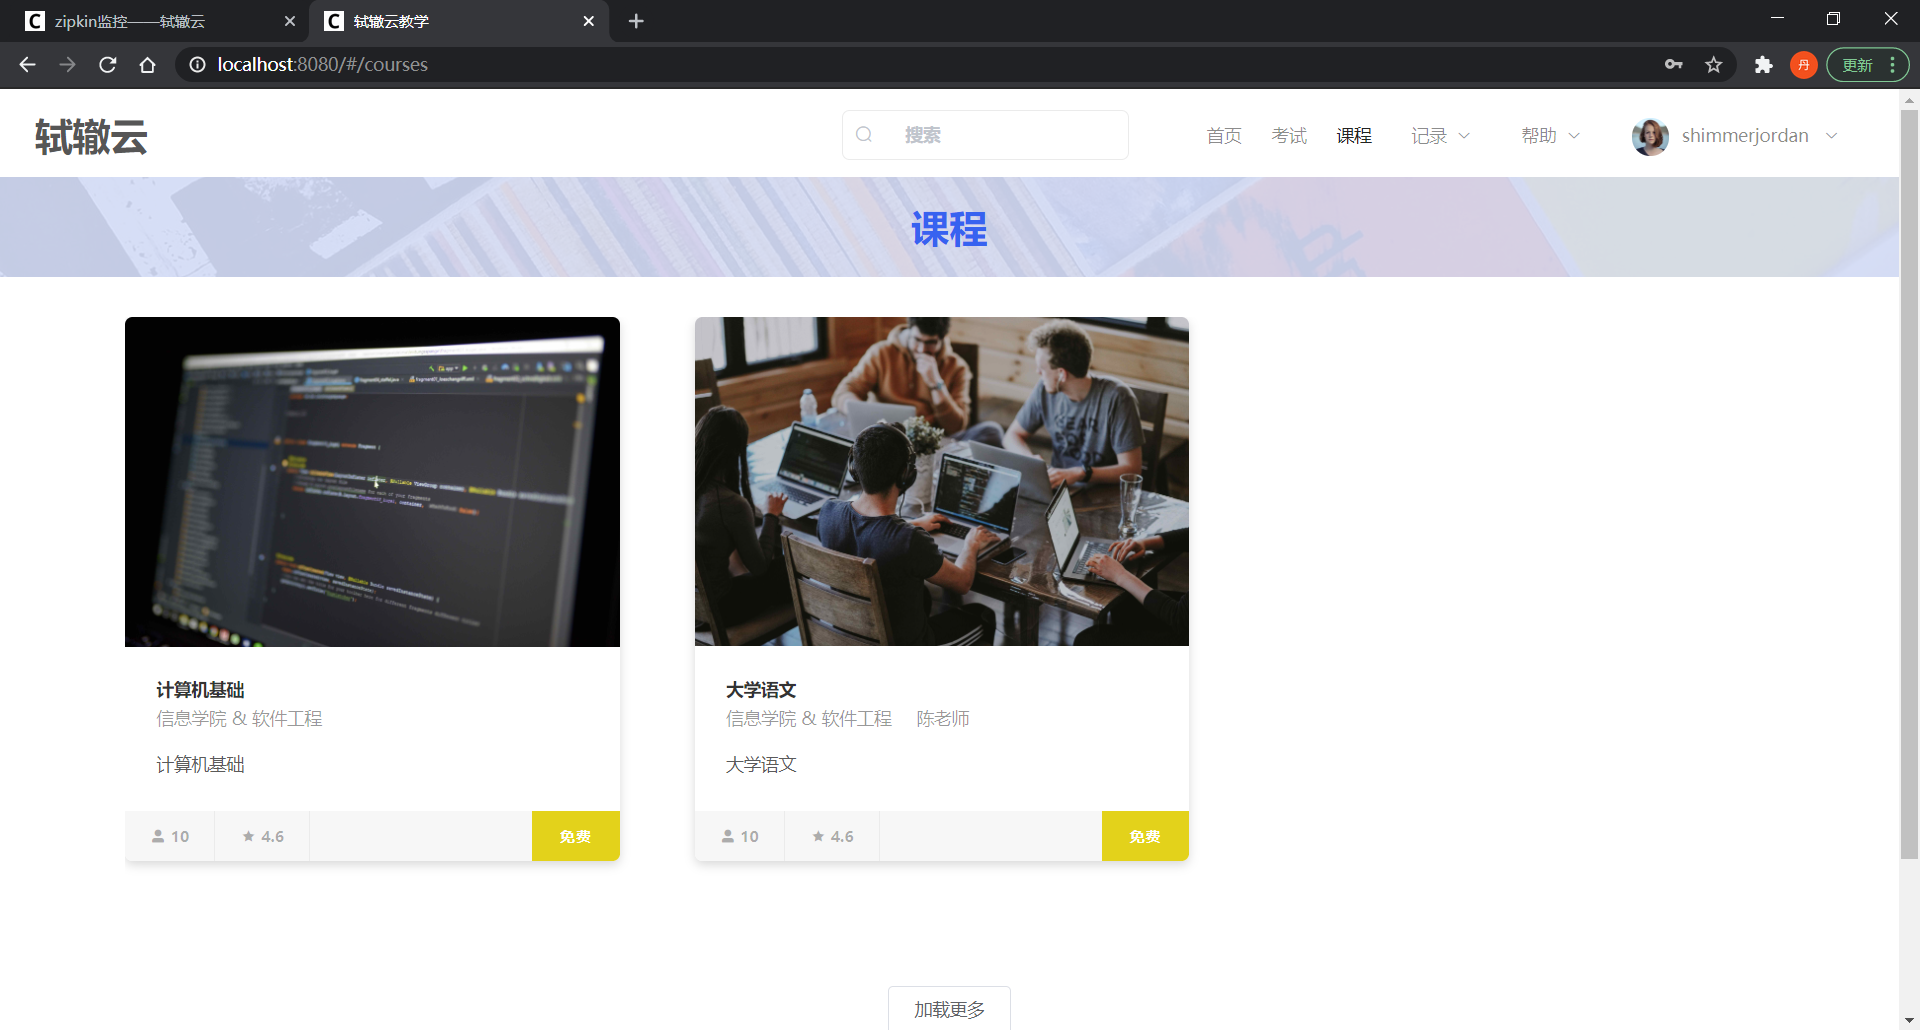 zipkin监控——轼辙云
轼辙云教学
localhost:8080/#/courses
丹
更新
轼辙云
搜索
首页
考试
课程
记录
帮助
shimmerjordan
课程
GEAR
计算机基础
信息学院 & 软件工程
计算机基础
10
4.6
免费
大学语文
信息学院 & 软件工程 陈老师
大学语文
10
4.6
免费
加载更多